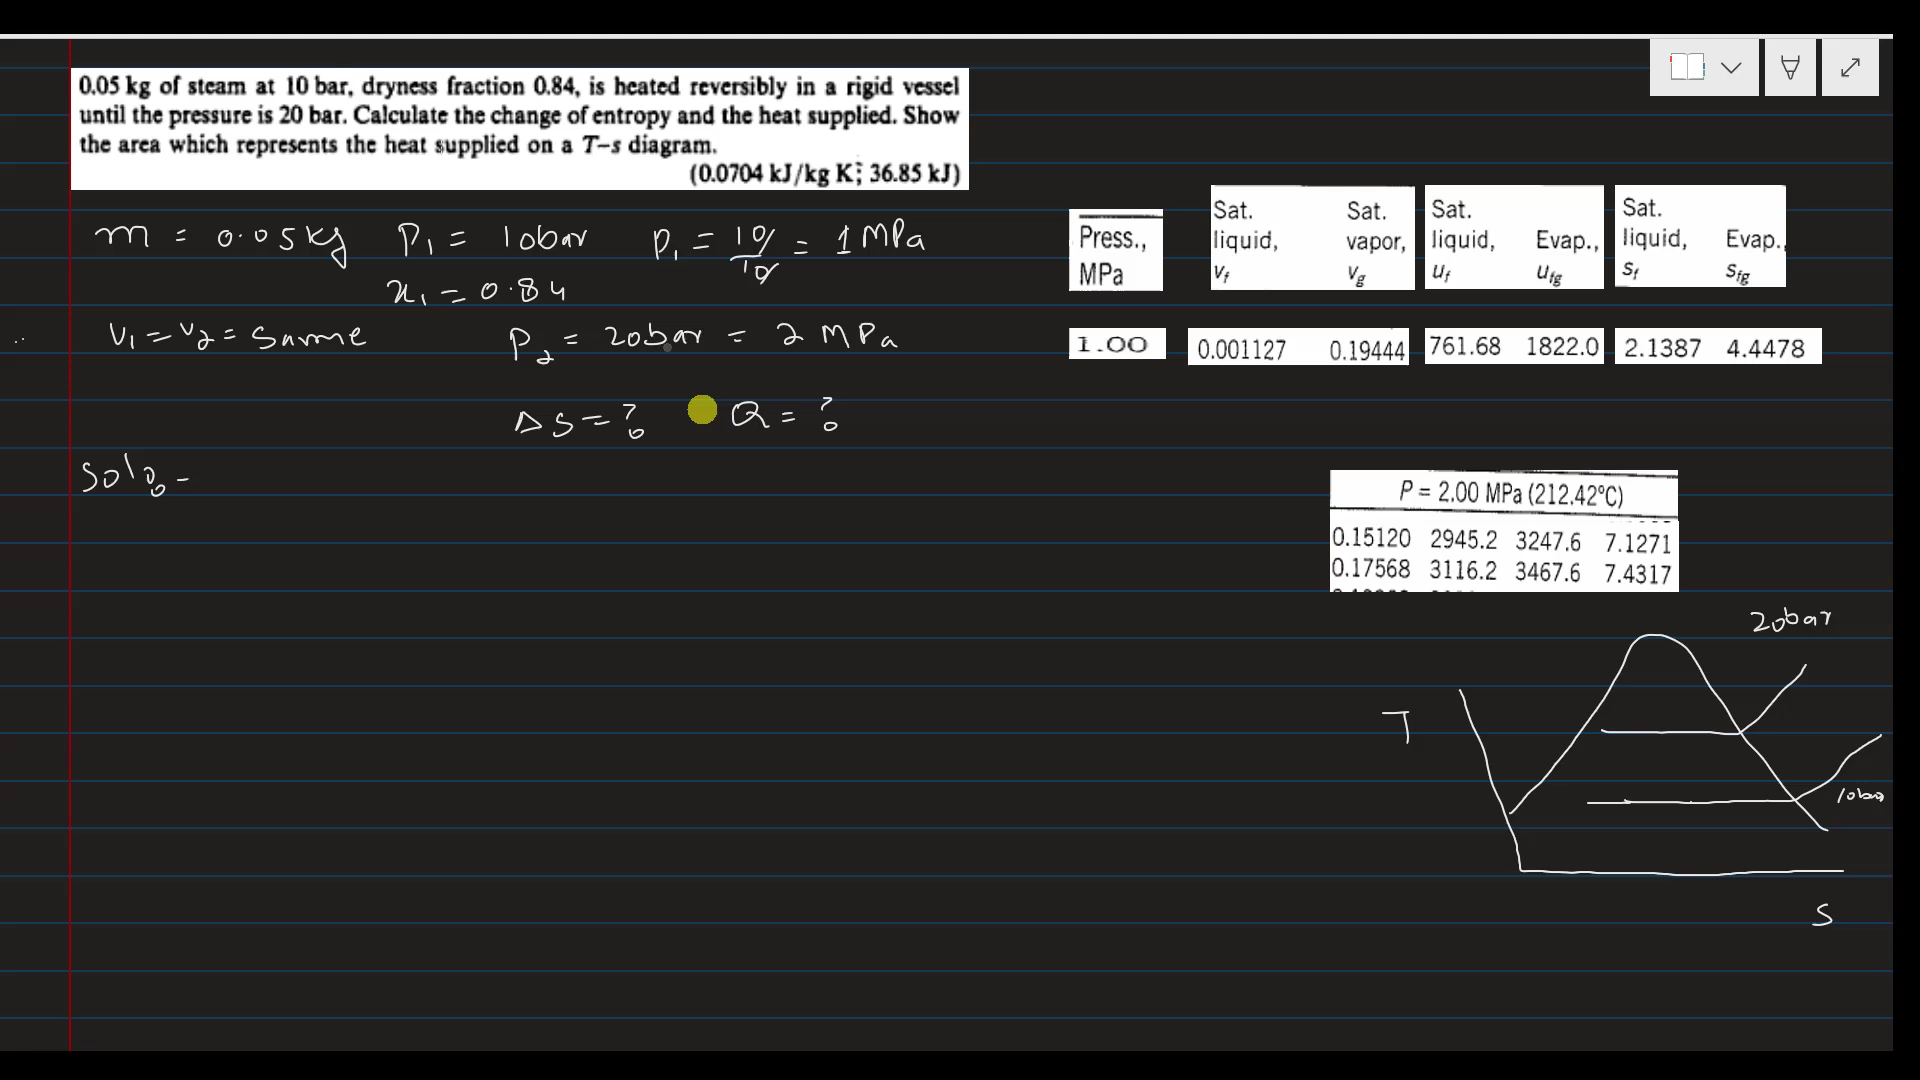 0.05 kg of steam at 10 bar, dryness fraction 0.84, is heated reversibly in a rigid vessel
until the pressure is 20 bar. Calculate the change of entropy and the heat supplied. Show
the area which represents the heat supplied on a T–s diagram.
(0.0704 kJ/kg K; 36.85 kJ)
m = 0.05 kg P₁ = 10bar P₁ = 10/10 = 1 MPa
x₁ = 0.84
V₁ = V₂ = Same P₂ = 20bar = 2 MPa
Δs = ? Q = ?
Sol: -
Press., MPa
Sat. liquid, vf
Sat. vapor, vg
Sat. liquid, uf
Evap., ufg
Sat. liquid, sf
Evap., sfg
1.00 0.001127 0.19444 761.68 1822.0 2.1387 4.4478
P = 2.00 MPa (212.42°C)
0.15120 2945.2 3247.6 7.1271
0.17568 3116.2 3467.6 7.4317
20bar
T
10bar
S